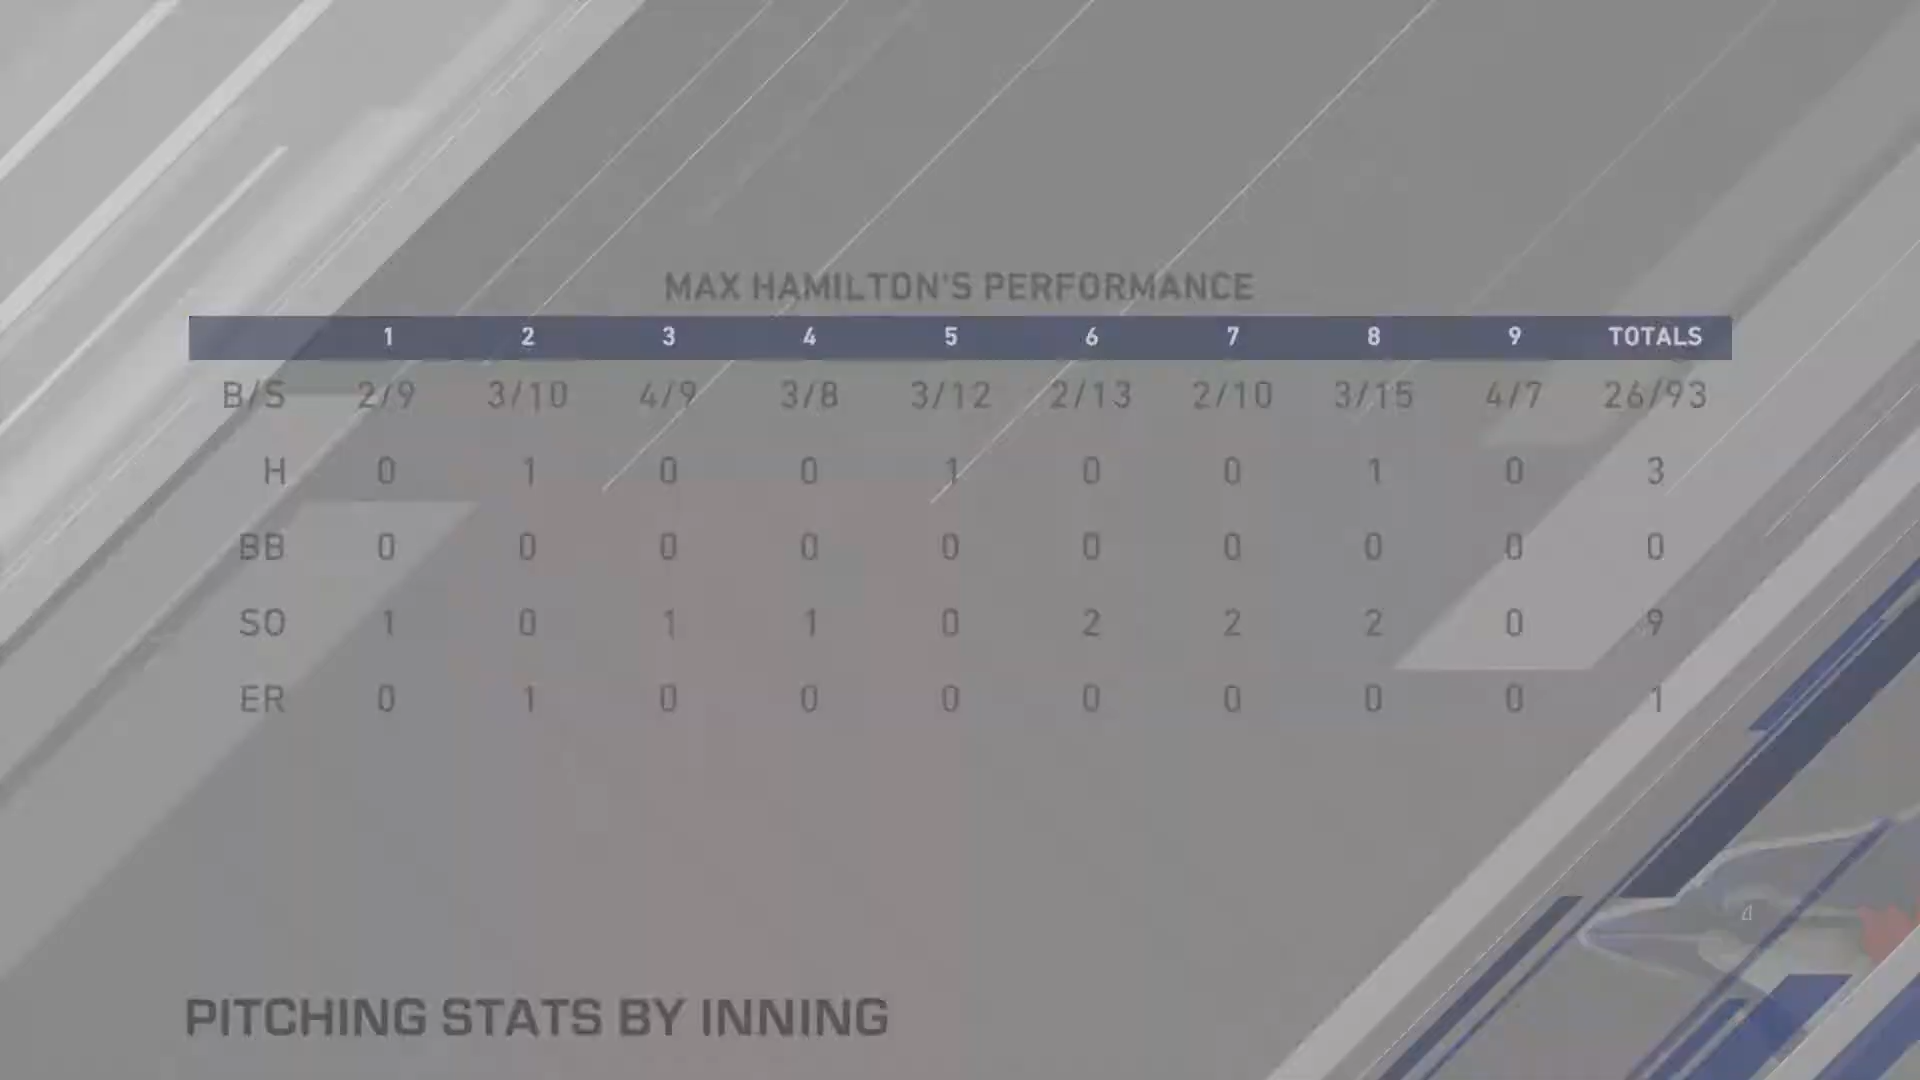 MAX HAMILTON'S PERFORMANCE
1 2 3 4 5 6 7 8 9 TOTALS
B/S 2/9 3/10 4/9 3/8 3/12 2/13 2/10 3/15 4/7 26/93
H 0 1 0 0 1 0 0 1 0 3
BB 0 0 0 0 0 0 0 0 0 0
SO 1 0 1 1 0 2 2 2 0 9
ER 0 1 0 0 0 0 0 0 0 1
4
PITCHING STATS BY INNING